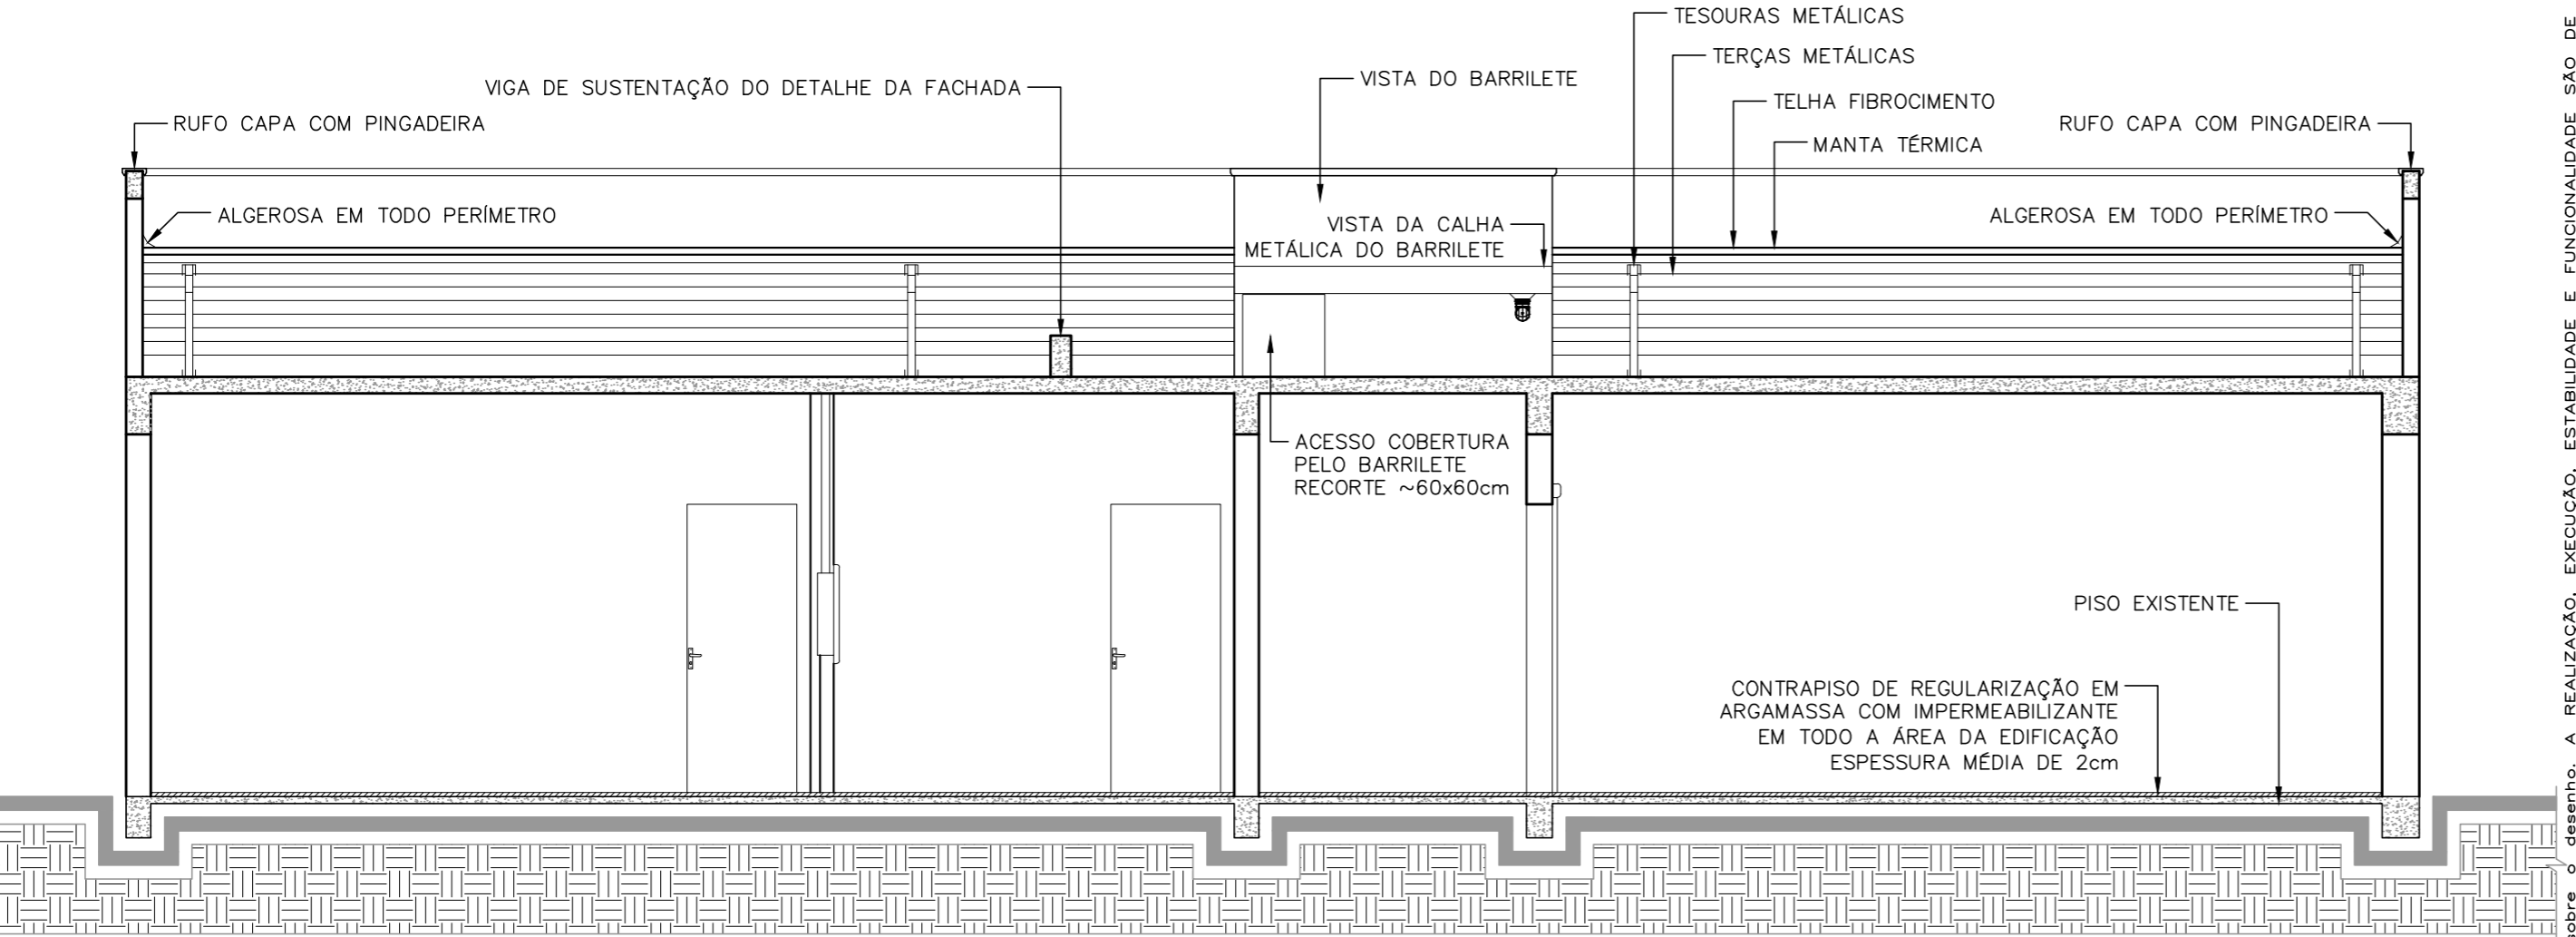 TESOURAS METÁLICAS
TERÇAS METÁLICAS
VISTA DO BARRILETE
VIGA DE SUSTENTAÇÃO DO DETALHE DA FACHADA
TELHA FIBROCIMENTO
RUFO CAPA COM PINGADEIRA
RUFO CAPA COM PINGADEIRA
MANTA TÉRMICA
ALGEROSA EM TODO PERÍMETRO
VISTA DA CALHA
METÁLICA DO BARRILETE
ALGEROSA EM TODO PERÍMETRO
ACESSO COBERTURA
PELO BARRILETE
RECORTE ~60x60cm
PISO EXISTENTE
CONTRAPISO DE REGULARIZAÇÃO EM
ARGAMASSA COM IMPERMEABILIZANTE
EM TODO A ÁREA DA EDIFICAÇÃO
ESPESSURA MÉDIA DE 2cm
sobre o desenho. A REALIZAÇÃO, EXECUÇÃO, ESTABILIDADE E FUNCIONALIDADE SÃO DE